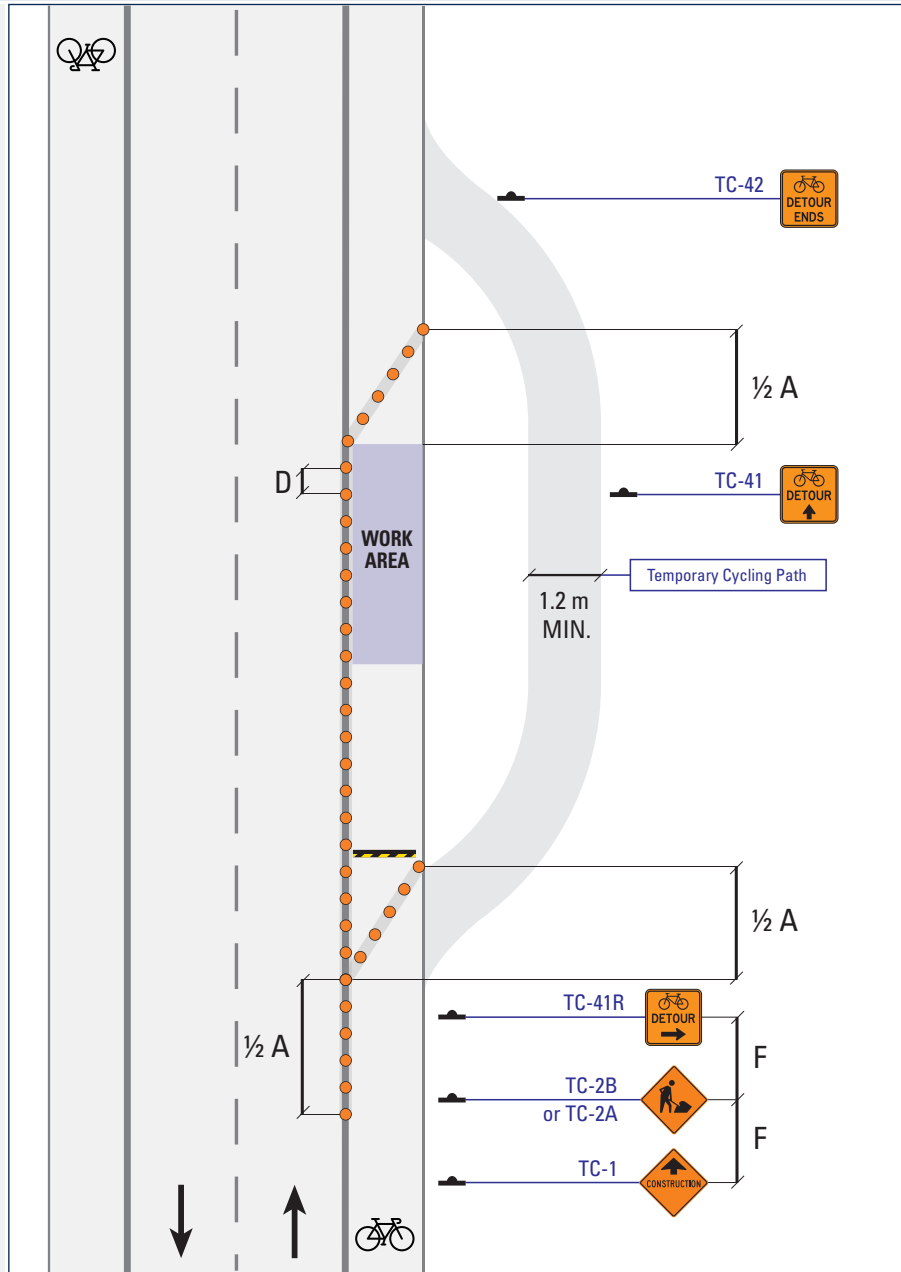 TC-42
DETOUR
ENDS
½ A
D
TC-41
DETOUR
WORK
AREA
Temporary Cycling Path
1.2 m
MIN.
½ A
TC-41R
DETOUR
½ A
F
TC-2B
or TC-2A
F
TC-1
CONSTRUCTION